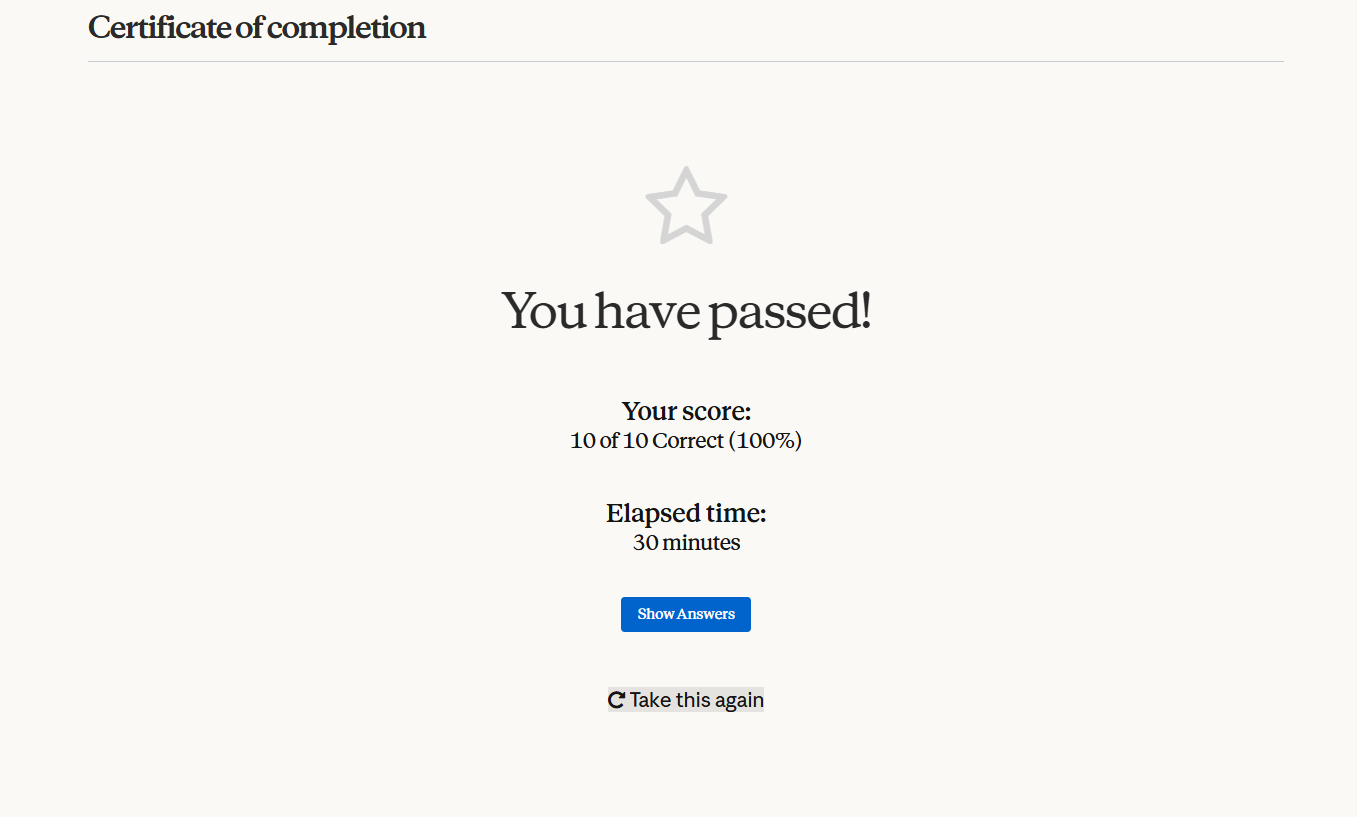 Certificate of completion
You have passed!
Your score:
10 of 10 Correct (100%)
Elapsed time:
30 minutes
Show Answers
Take this again